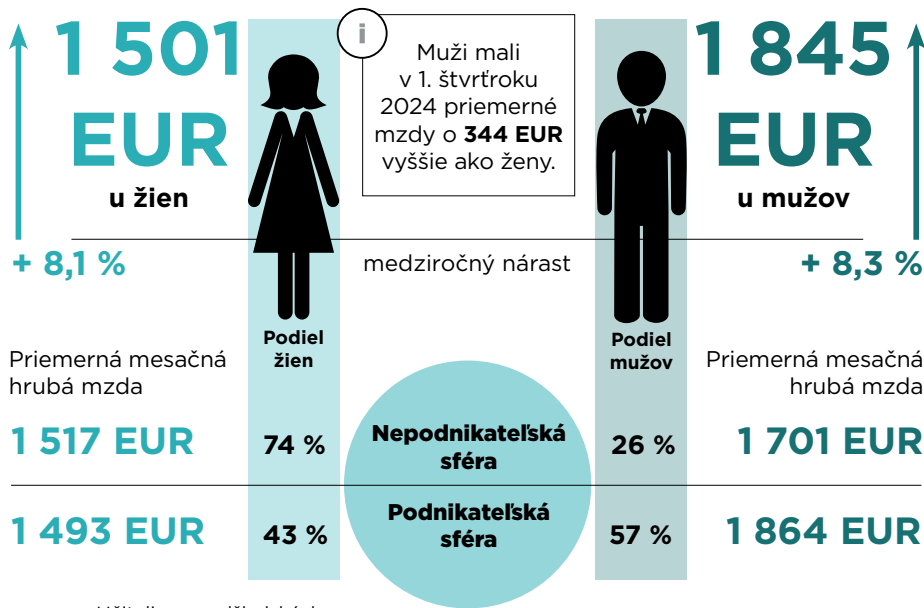 1 501
EUR
u žien
i
Muži mali
v 1. štvrťroku
2024 priemerné
mzdy o 344 EUR
vyššie ako ženy.
1 845
EUR
u mužov
+ 8,1 %
medziročný nárast
+ 8,3 %
Podiel
žien
Podiel
mužov
Priemerná mesačná
hrubá mzda
Priemerná mesačná
hrubá mzda
1 517 EUR
74 %
Nepodnikateľská
sféra
26 %
1 701 EUR
1 493 EUR
43 %
Podnikateľská
sféra
57 %
1 864 EUR